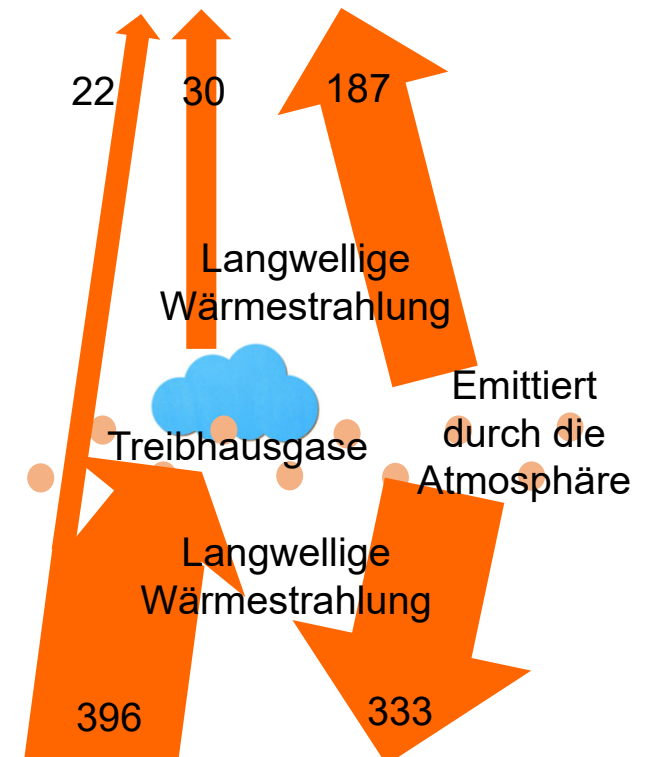 22
30
187
Langwellige
Wärmestrahlung
Emittiert
durch die
Atmosphäre
Treibhausgase
Langwellige
Wärmestrahlung
396
333